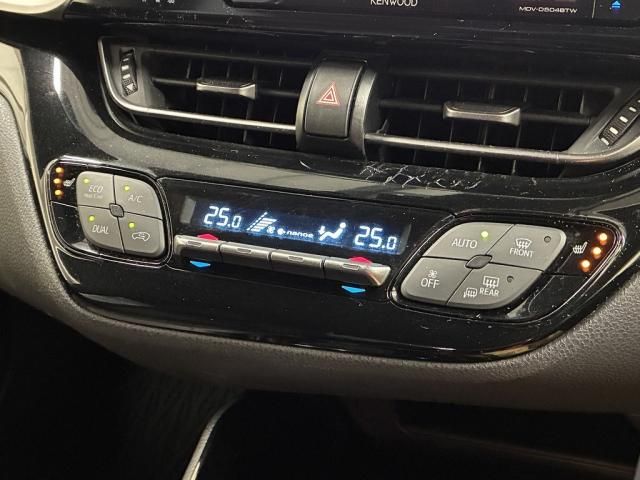 KENWOOD
MDV-D504BTW
ECO
A/C
DUAL
25.0
nanoe
25.0
AUTO
FRONT
OFF
REAR